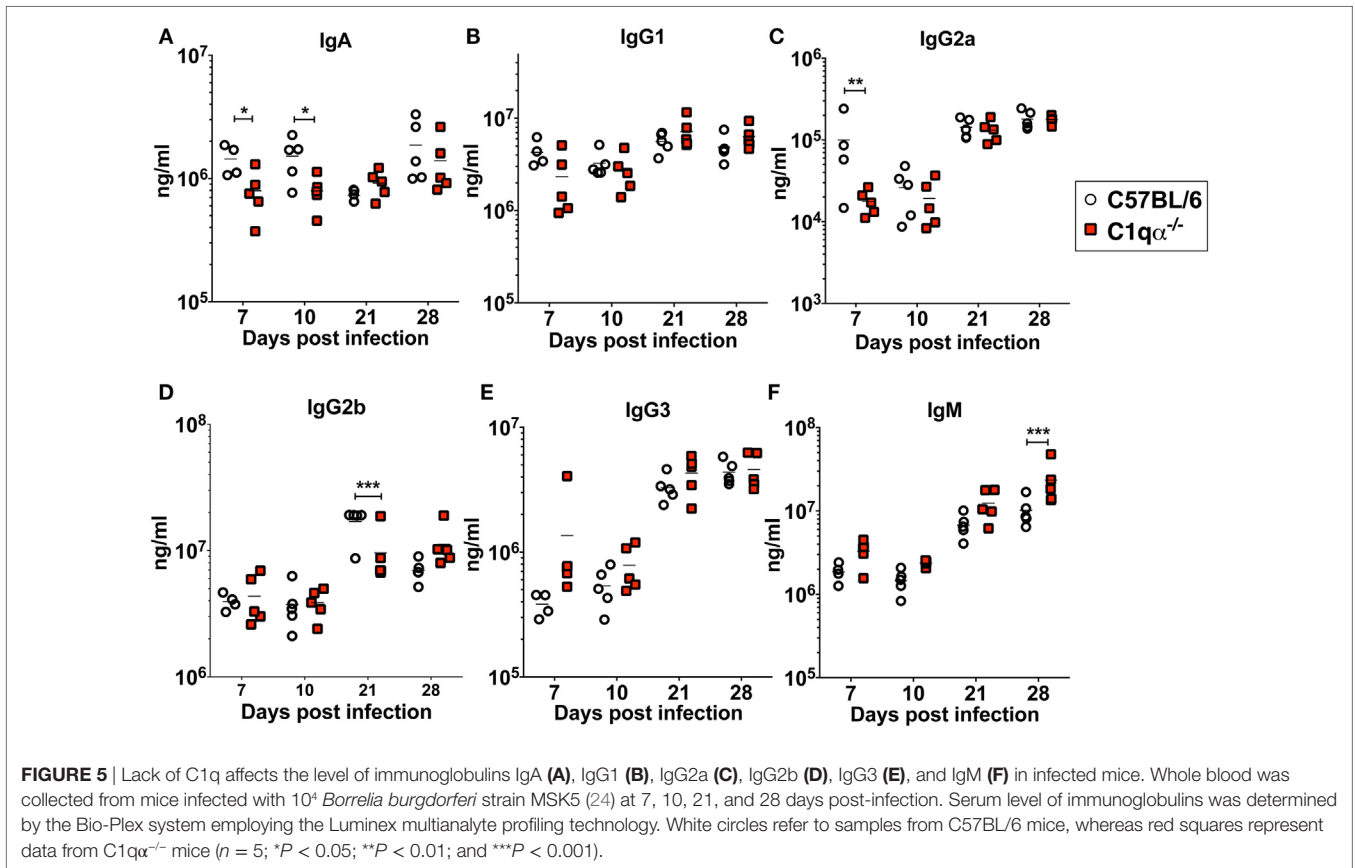 A
IgA
ng/ml
10⁷
10⁶
10⁵
*
*
7 10 21 28
Days post infection
B
IgG1
ng/ml
10⁷
10⁶
10⁵
7 10 21 28
Days post infection
C
IgG2a
ng/ml
10⁶
10⁵
10⁴
10³
**
7 10 21 28
Days post infection
C57BL/6
C1qα⁻/⁻
D
IgG2b
ng/ml
10⁸
10⁷
10⁶
***
7 10 21 28
Days post infection
E
IgG3
ng/ml
10⁷
10⁶
10⁵
7 10 21 28
Days post infection
F
IgM
ng/ml
10⁸
10⁷
10⁶
10⁵
***
7 10 21 28
Days post infection
FIGURE 5 | Lack of C1q affects the level of immunoglobulins IgA (A), IgG1 (B), IgG2a (C), IgG2b (D), IgG3 (E), and IgM (F) in infected mice. Whole blood was
collected from mice infected with 10⁴ Borrelia burgdorferi strain MSK5 (24) at 7, 10, 21, and 28 days post-infection. Serum level of immunoglobulins was determined
by the Bio-Plex system employing the Luminex multianalyte profiling technology. White circles refer to samples from C57BL/6 mice, whereas red squares represent
data from C1qα⁻/⁻ mice (n = 5; *P < 0.05; **P < 0.01; and ***P < 0.001).